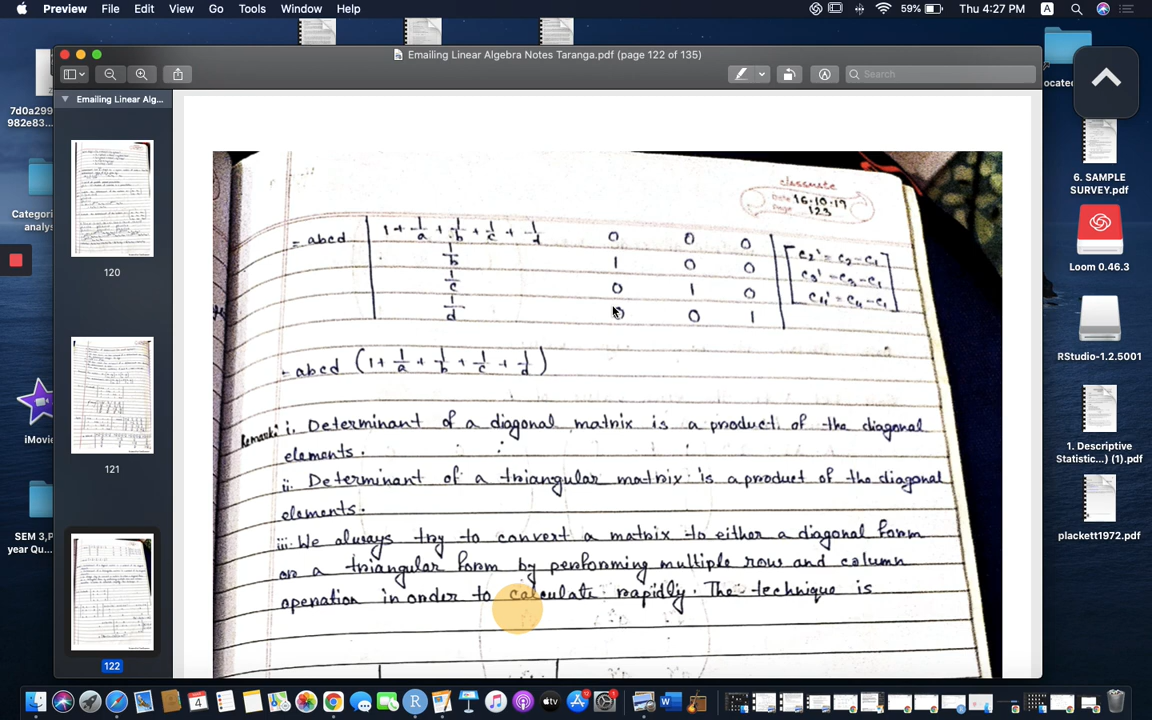 Preview File Edit View Go Tools Window Help 59% Thu 4:27 PM A
Emailing Linear Algebra Notes Taranga.pdf (page 122 of 135)
Search
Emailing Linear Alg...
120
121
122
7d0a299
982e83...
Categori
analys
iMovie
SEM 3,P
year Qu...
ocated
6. SAMPLE
SURVEY.pdf
Loom 0.46.3
RStudio-1.2.5001
1. Descriptive
Statistic...) (1).pdf
plackett1972.pdf
classmate
Date 16-10-19
Page 123
= abcd | 1 + 1/a + 1/b + 1/c + 1/d 0 0 0 | [ c2' = c2 - c1
1/b 1 0 0 c3' = c3 - c1
1/c 0 1 0 c4' = c4 - c1 ]
1/d 0 0 1
= abcd (1 + 1/a + 1/b + 1/c + 1/d)
Remark: i. Determinant of a diagonal matrix is a product of the diagonal
elements.
ii. Determinant of a triangular matrix is a product of the diagonal
elements.
iii. We always try to convert a matrix to either a diagonal form
or a triangular form by performing multiple row and column
operation in order to calculate rapidly. The technique is